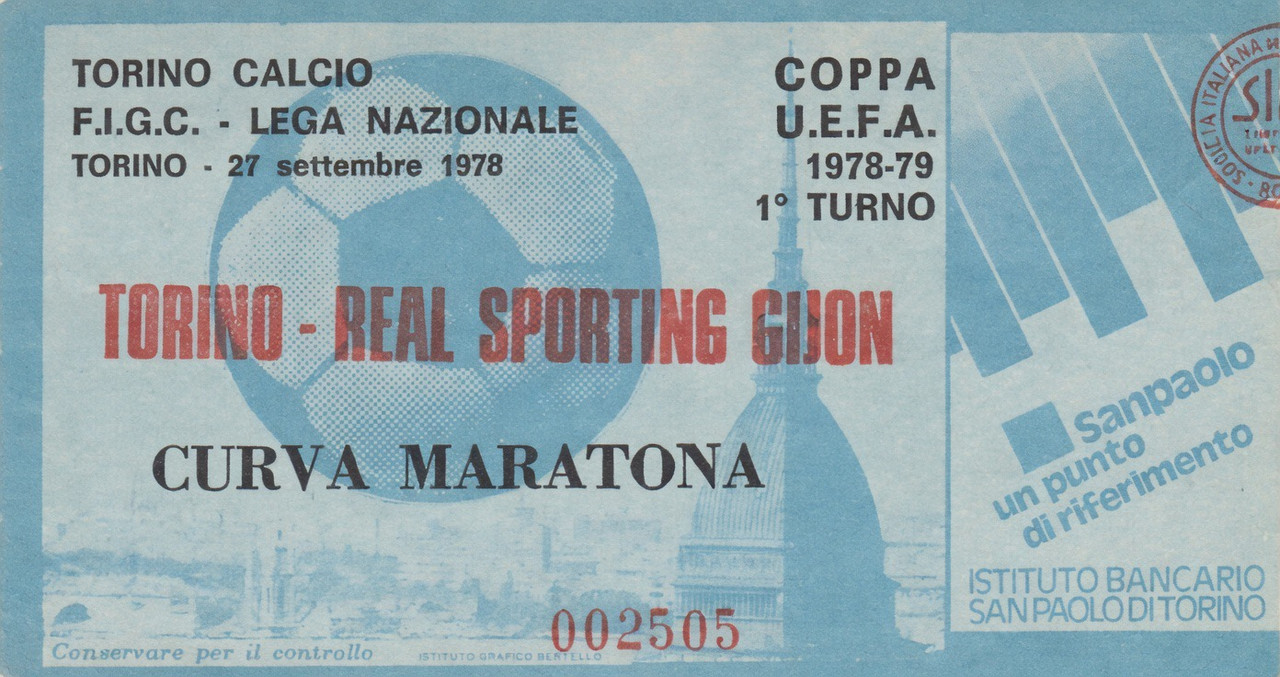 TORINO CALCIO
F.I.G.C. - LEGA NAZIONALE
TORINO - 27 settembre 1978
COPPA
U.E.F.A.
1978-79
1° TURNO
TORINO - REAL SPORTING GIJON
CURVA MARATONA
002505
Conservare per il controllo
ISTITUTO GRAFICO BERTELLO
SOCIETA ITALIANA
sanpaolo
un punto
di riferimento
ISTITUTO BANCARIO
SAN PAOLO DI TORINO